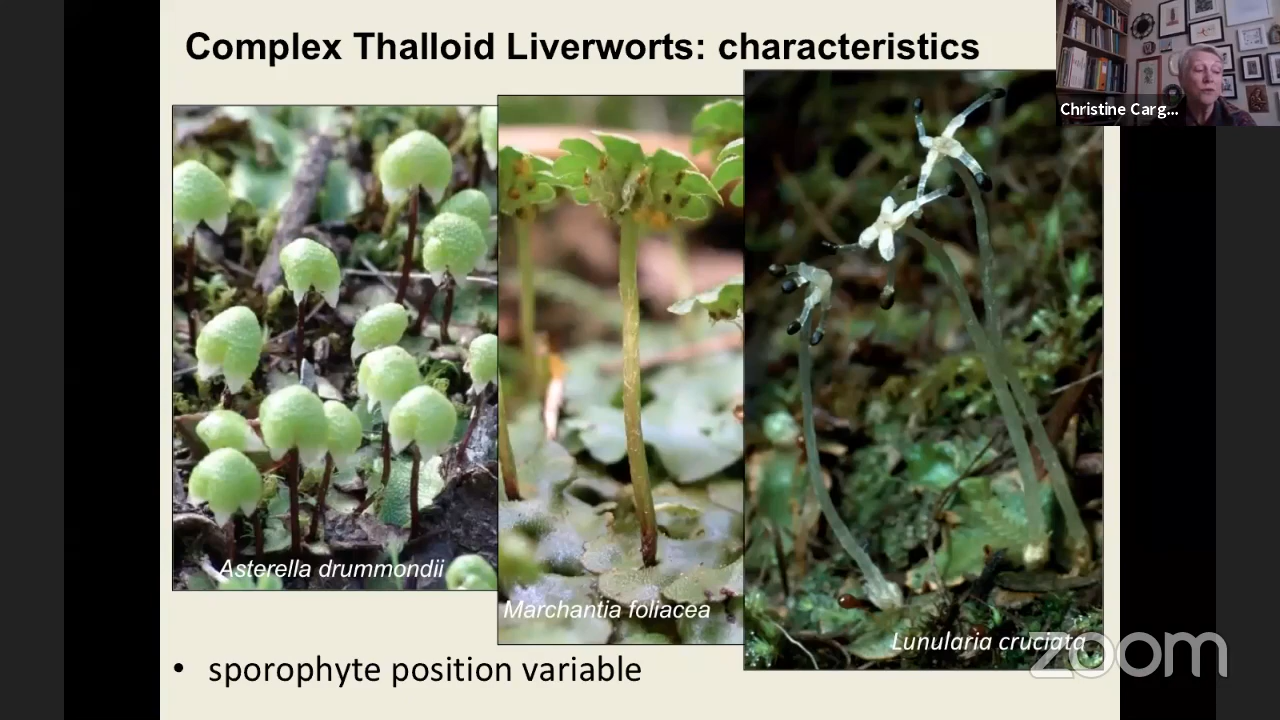 Complex Thalloid Liverworts: characteristics
Christine Carg...
Asterella drummondii
Marchantia foliacea
Lunularia cruciata
zoom
• sporophyte position variable